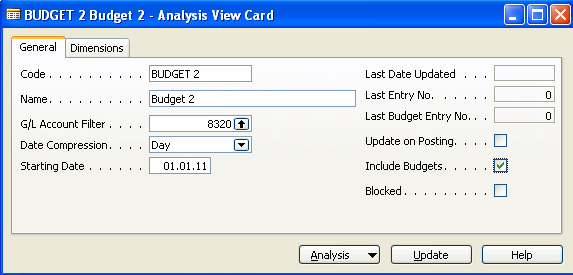 BUDGET 2 Budget 2 - Analysis View Card
General Dimensions
Code . . . . . . . . . . BUDGET 2
Name. . . . . . . . . . Budget 2
G/L Account Filter . . . . 8320
Date Compression. . . . . Day
Starting Date . . . . . . 01.01.11
Last Date Updated . . . .
Last Entry No. . . . . . . 0
Last Budget Entry No. . . 0
Update on Posting. . . . .
Include Budgets. . . . . .
Blocked . . . . . . . . .
Analysis Update Help